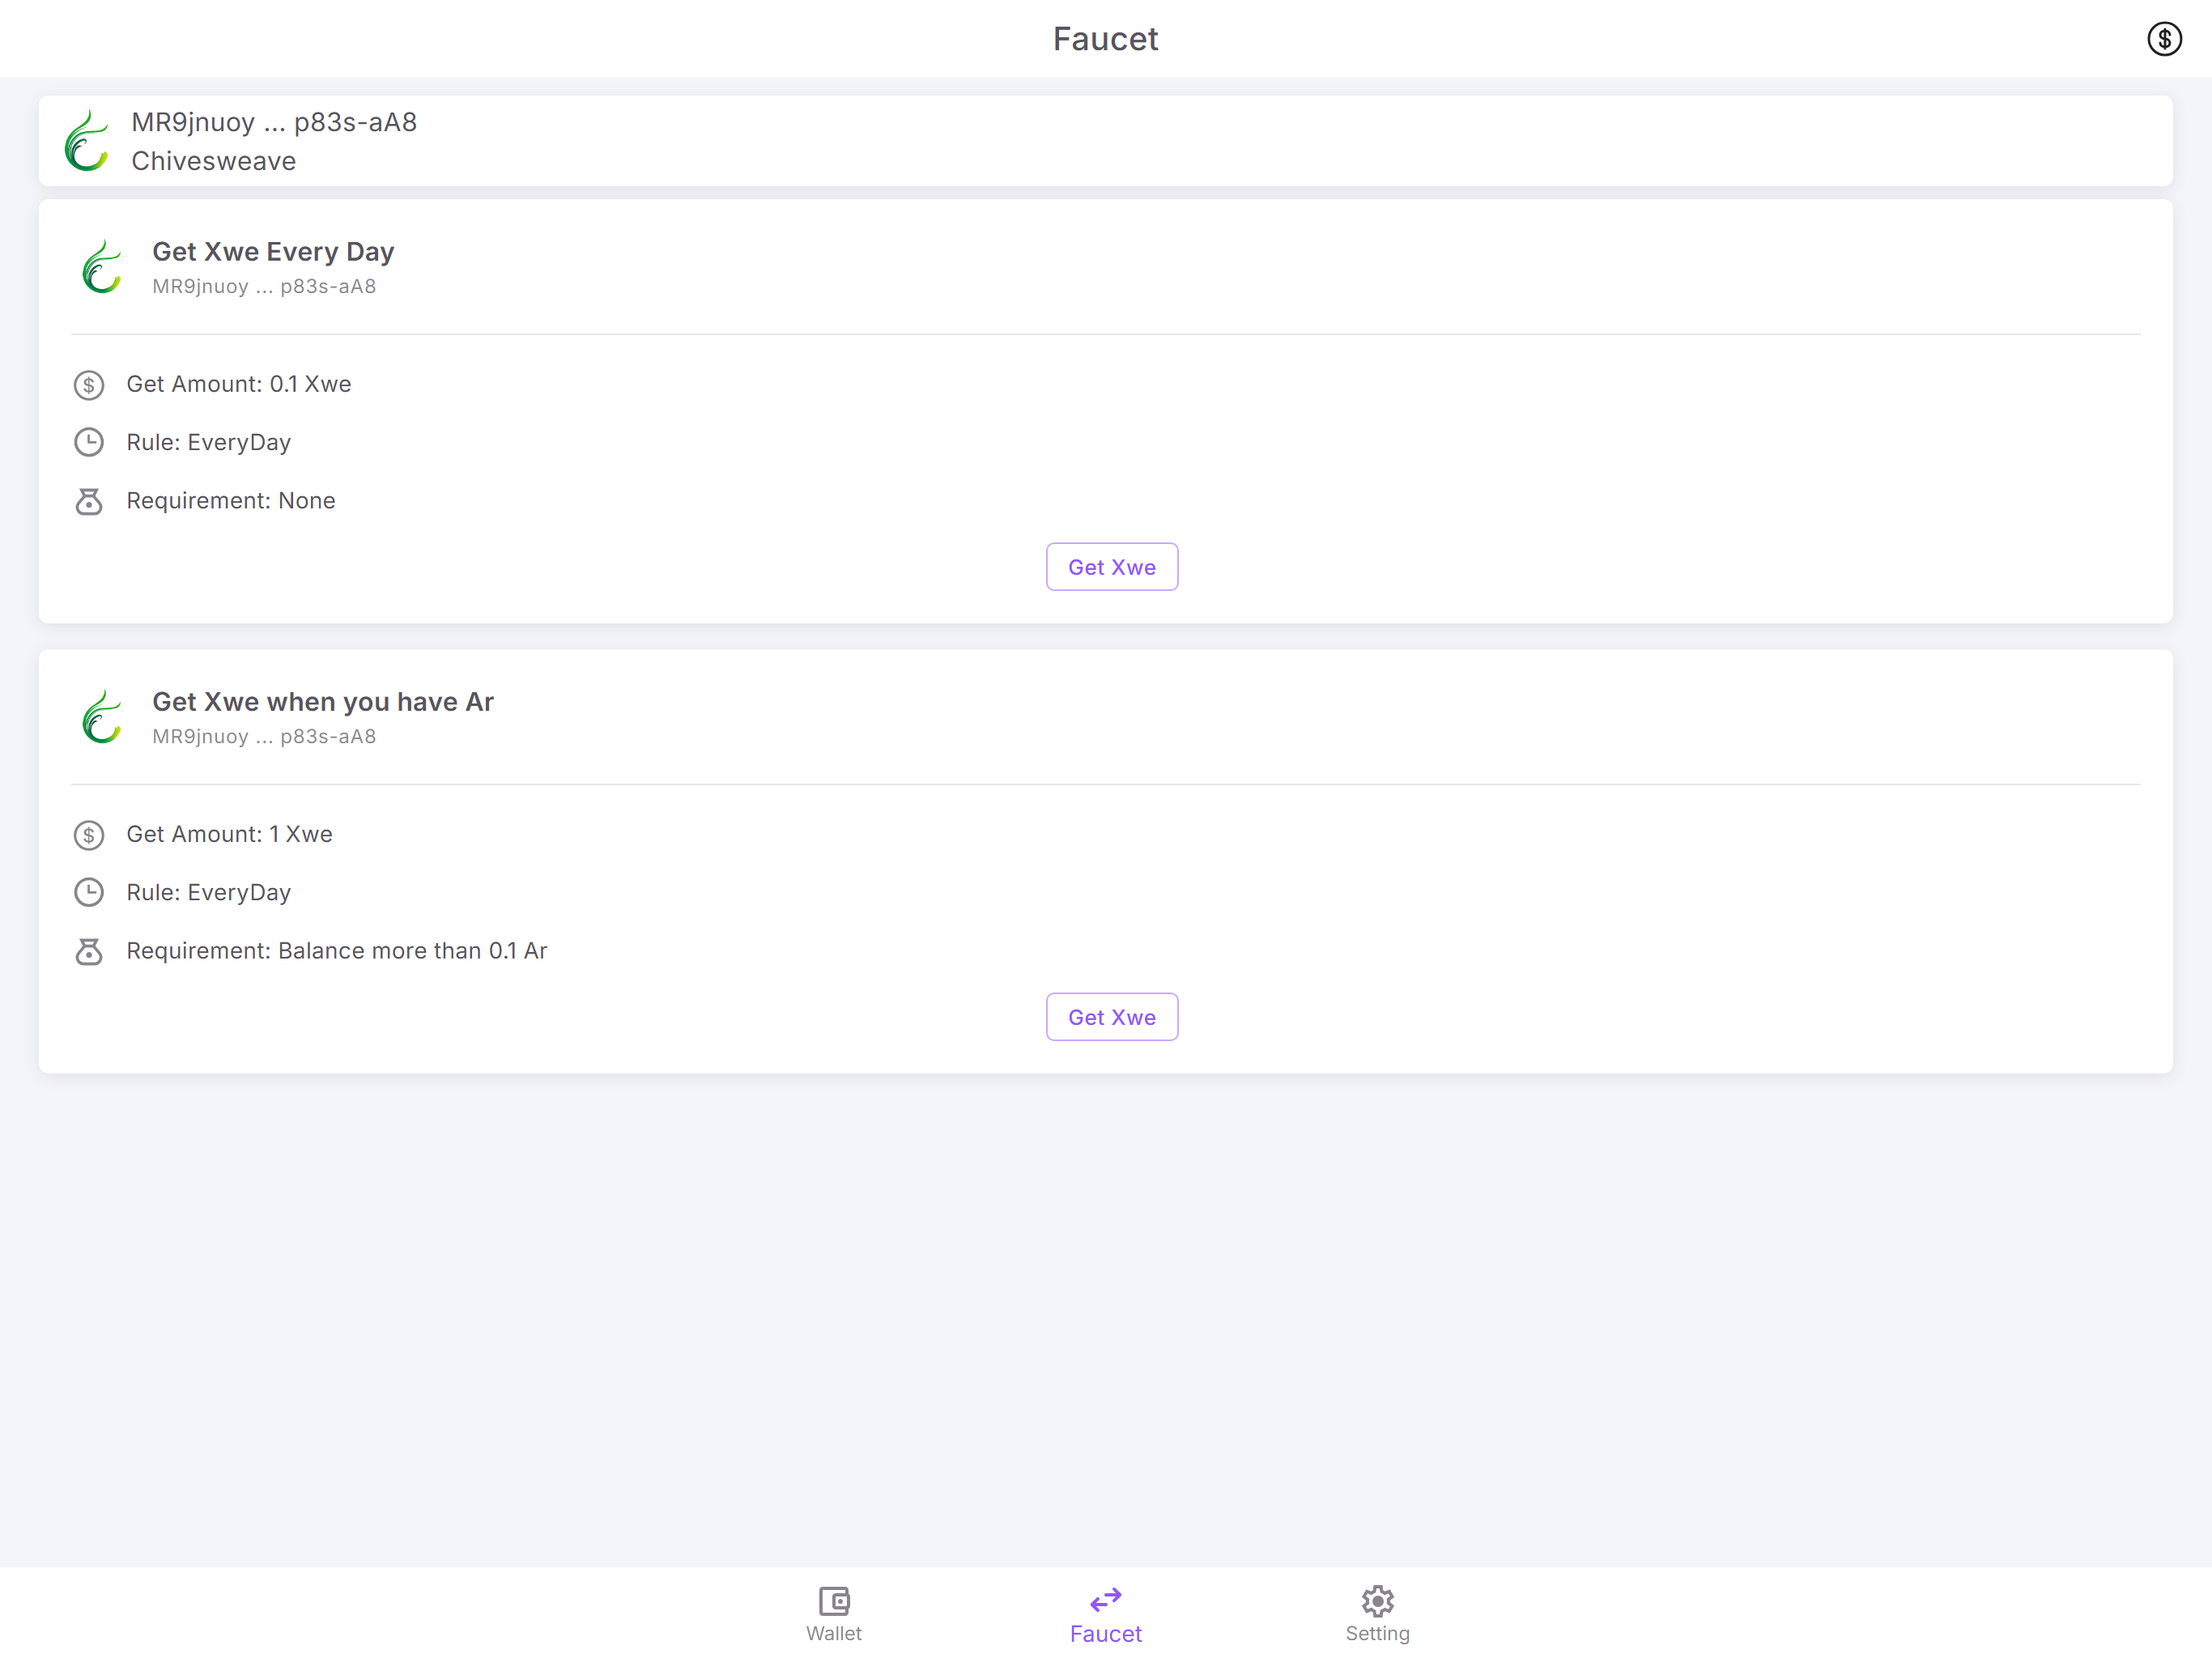 Faucet
MR9jnuoy ... p83s-aA8
Chivesweave
Get Xwe Every Day
MR9jnuoy ... p83s-aA8
Get Amount: 0.1 Xwe
Rule: EveryDay
Requirement: None
Get Xwe
Get Xwe when you have Ar
MR9jnuoy ... p83s-aA8
Get Amount: 1 Xwe
Rule: EveryDay
Requirement: Balance more than 0.1 Ar
Get Xwe
Wallet
Faucet
Setting